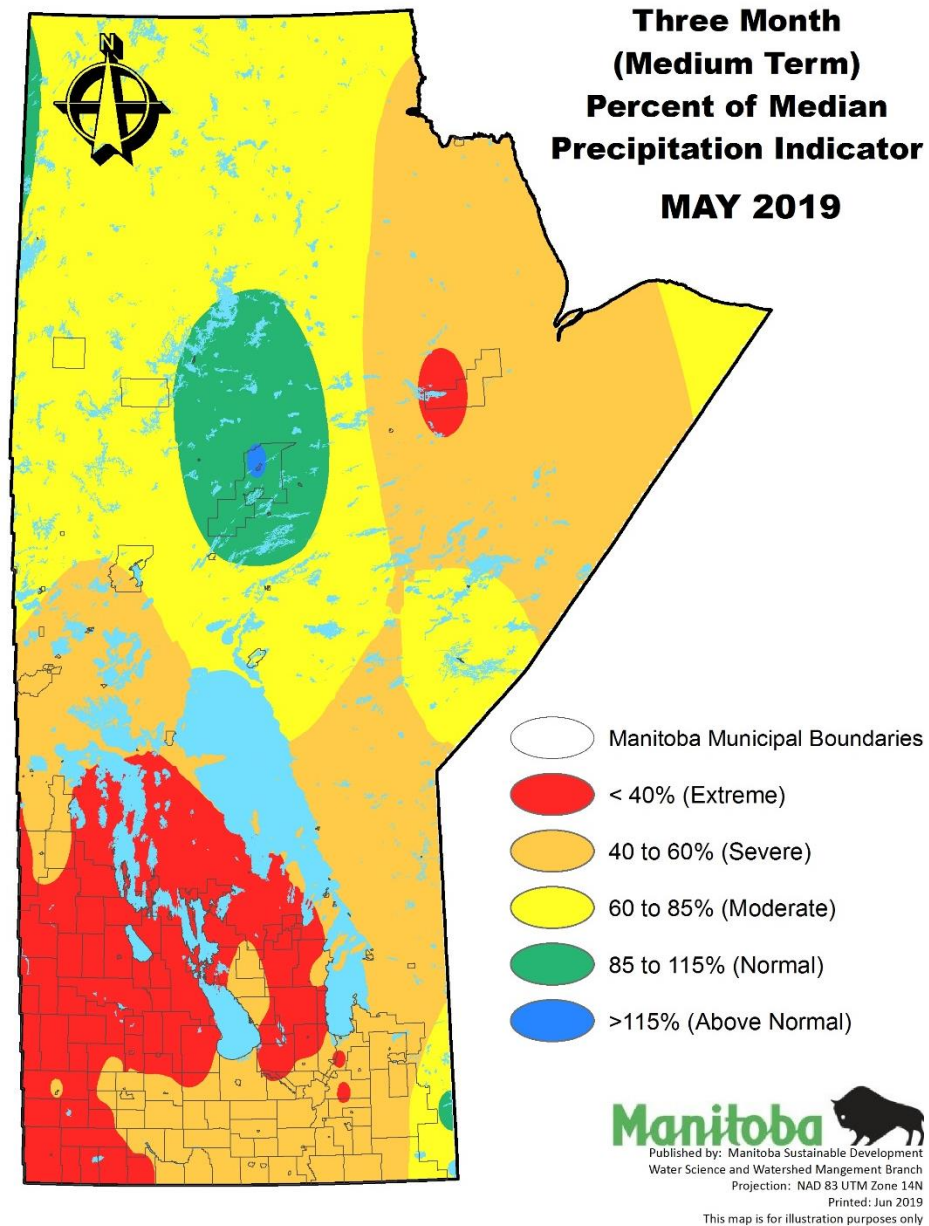 N
Three Month
(Medium Term)
Percent of Median
Precipitation Indicator
MAY 2019
Manitoba Municipal Boundaries
< 40% (Extreme)
40 to 60% (Severe)
60 to 85% (Moderate)
85 to 115% (Normal)
>115% (Above Normal)
Manitoba
Published by: Manitoba Sustainable Development
Water Science and Watershed Mangement Branch
Projection: NAD 83 UTM Zone 14N
Printed: Jun 2019
This map is for illustration purposes only